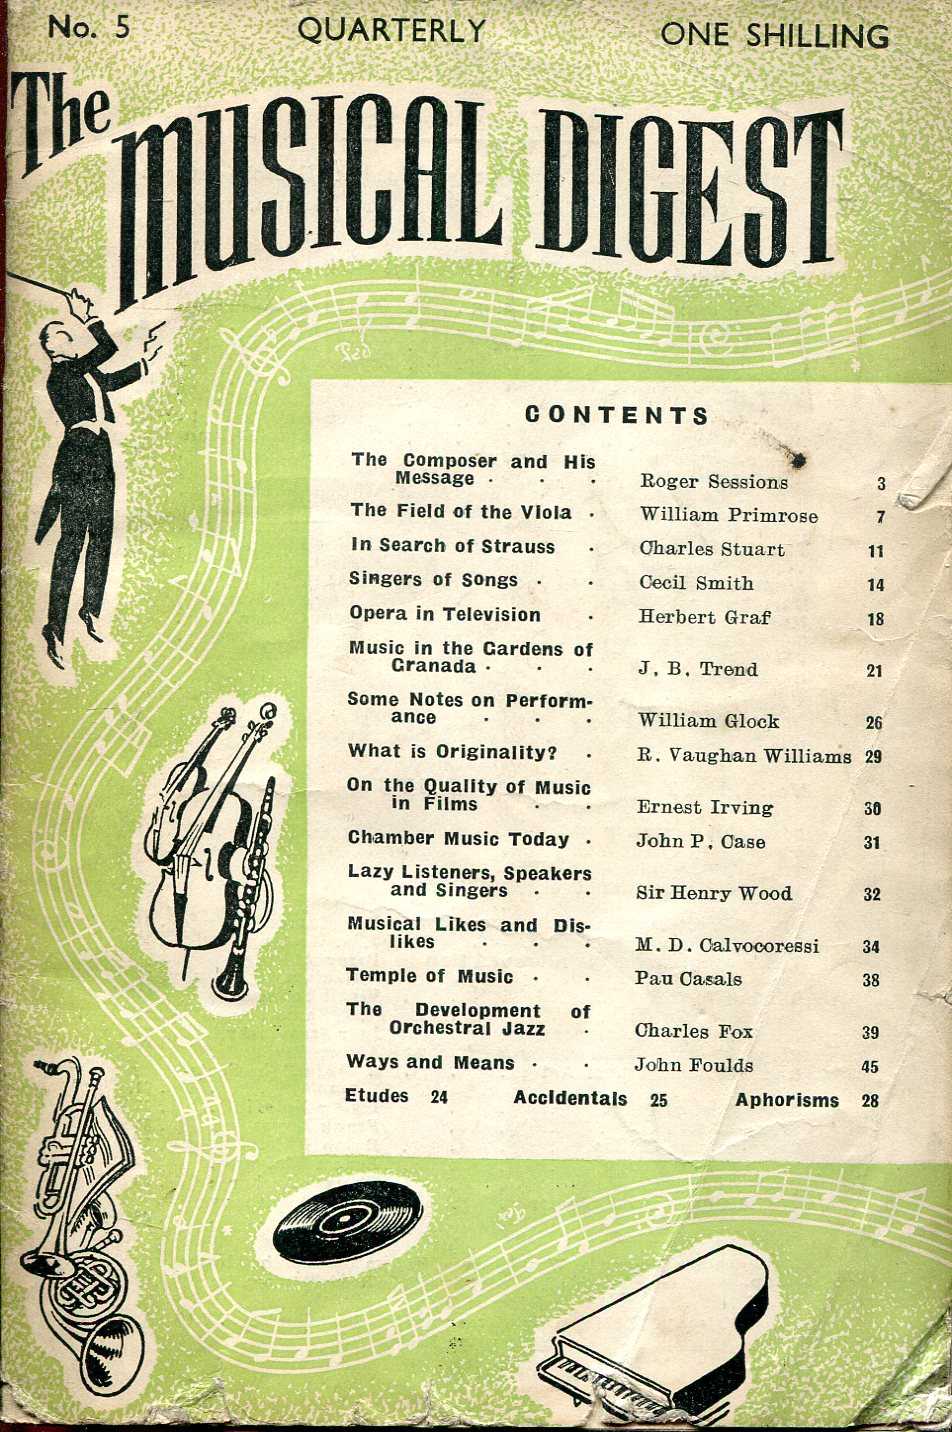 No. 5 QUARTERLY ONE SHILLING
The MUSICAL DIGEST
CONTENTS
The Composer and His
Message · · · Roger Sessions 3
The Field of the Viola · William Primrose 7
In Search of Strauss · Charles Stuart 11
Singers of Songs · · Cecil Smith 14
Opera in Television · Herbert Graf 18
Music in the Gardens of
Granada · · · J. B. Trend 21
Some Notes on Perform-
ance · · · William Glock 26
What is Originality? · R. Vaughan Williams 29
On the Quality of Music
in Films · · Ernest Irving 30
Chamber Music Today · John P. Case 31
Lazy Listeners, Speakers
and Singers · · Sir Henry Wood 32
Musical Likes and Dis-
likes · · · M. D. Calvocoressi 34
Temple of Music · · Pau Casals 38
The Development of
Orchestral Jazz · Charles Fox 39
Ways and Means · · John Foulds 45
Etudes 24 Accidentals 25 Aphorisms 28